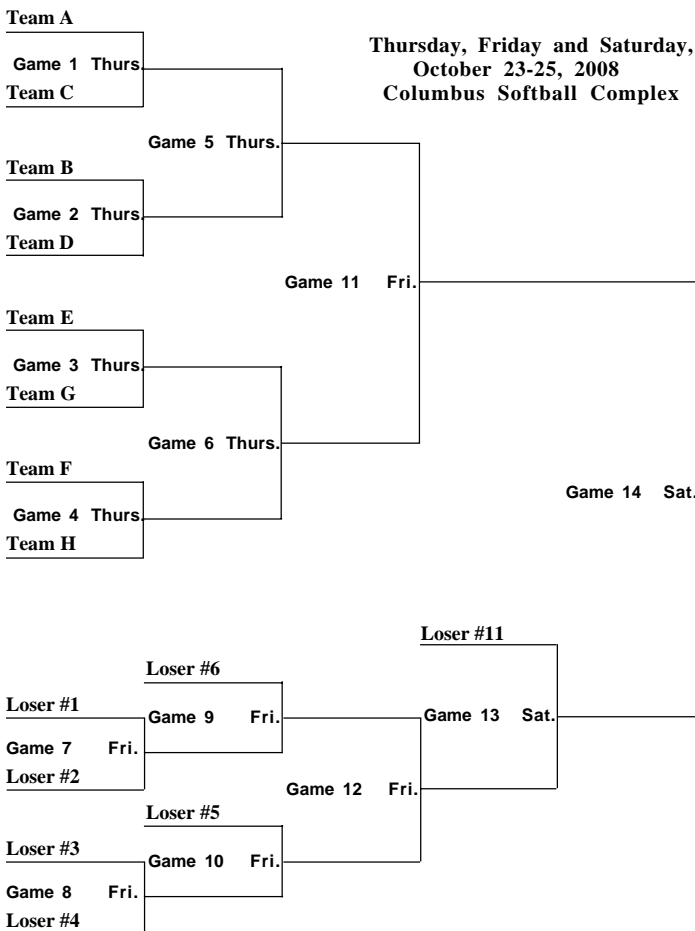 Team A
Thursday, Friday and Saturday,
October 23-25, 2008
Columbus Softball Complex
Game 1 Thurs.
Team C
Game 5 Thurs.
Team B
Game 2 Thurs.
Team D
Game 11 Fri.
Team E
Game 3 Thurs.
Team G
Game 6 Thurs.
Team F
Game 14 Sat.
Game 4 Thurs.
Team H
Loser #11
Loser #6
Loser #1
Game 9 Fri.
Game 13 Sat.
Game 7 Fri.
Loser #2
Game 12 Fri.
Loser #5
Loser #3
Game 10 Fri.
Game 8 Fri.
Loser #4